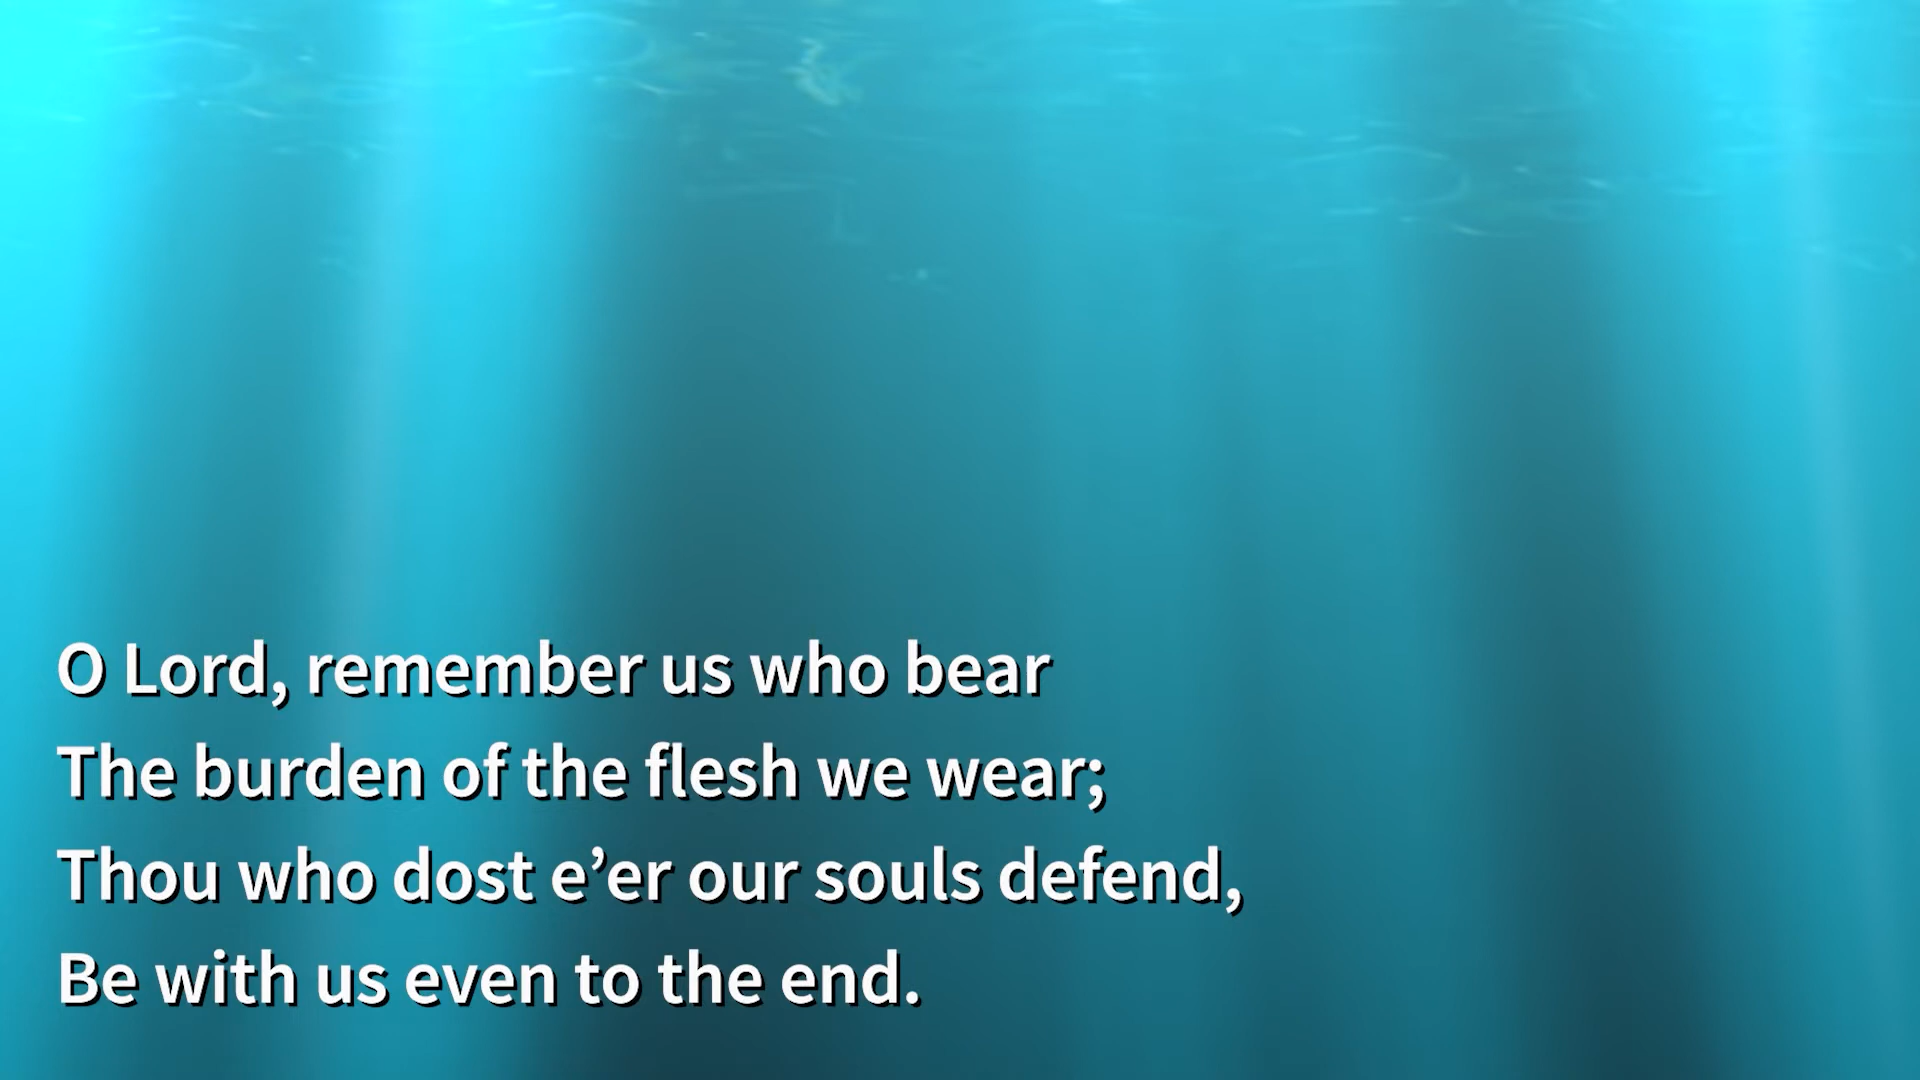 O Lord, remember us who bear
The burden of the flesh we wear;
Thou who dost e’er our souls defend,
Be with us even to the end.